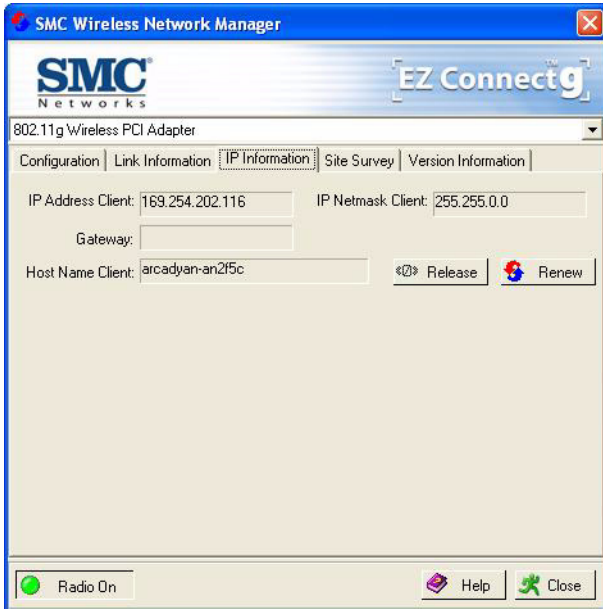 SMC Wireless Network Manager
SMC®
Networks
EZ Connect™ g
802.11g Wireless PCI Adapter
Configuration Link Information IP Information Site Survey Version Information
IP Address Client: 169.254.202.116 IP Netmask Client: 255.255.0.0
Gateway:
Host Name Client: arcadyan-an2f5c Release Renew
Radio On Help Close